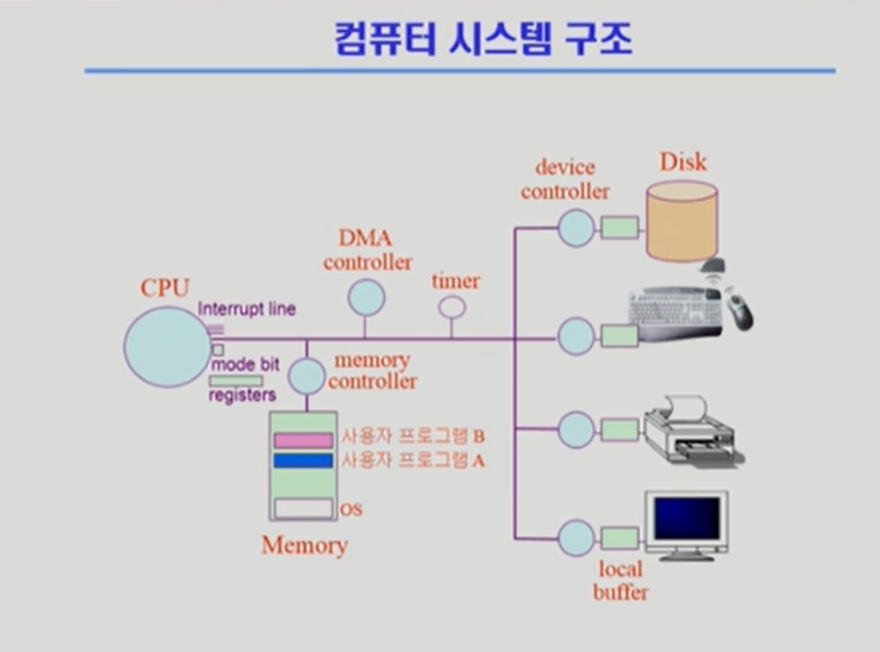 컴퓨터 시스템 구조
Disk
device
controller
DMA
controller
timer
CPU
Interrupt line
mode bit
registers
memory
controller
사용자 프로그램 B
사용자 프로그램 A
OS
Memory
local
buffer